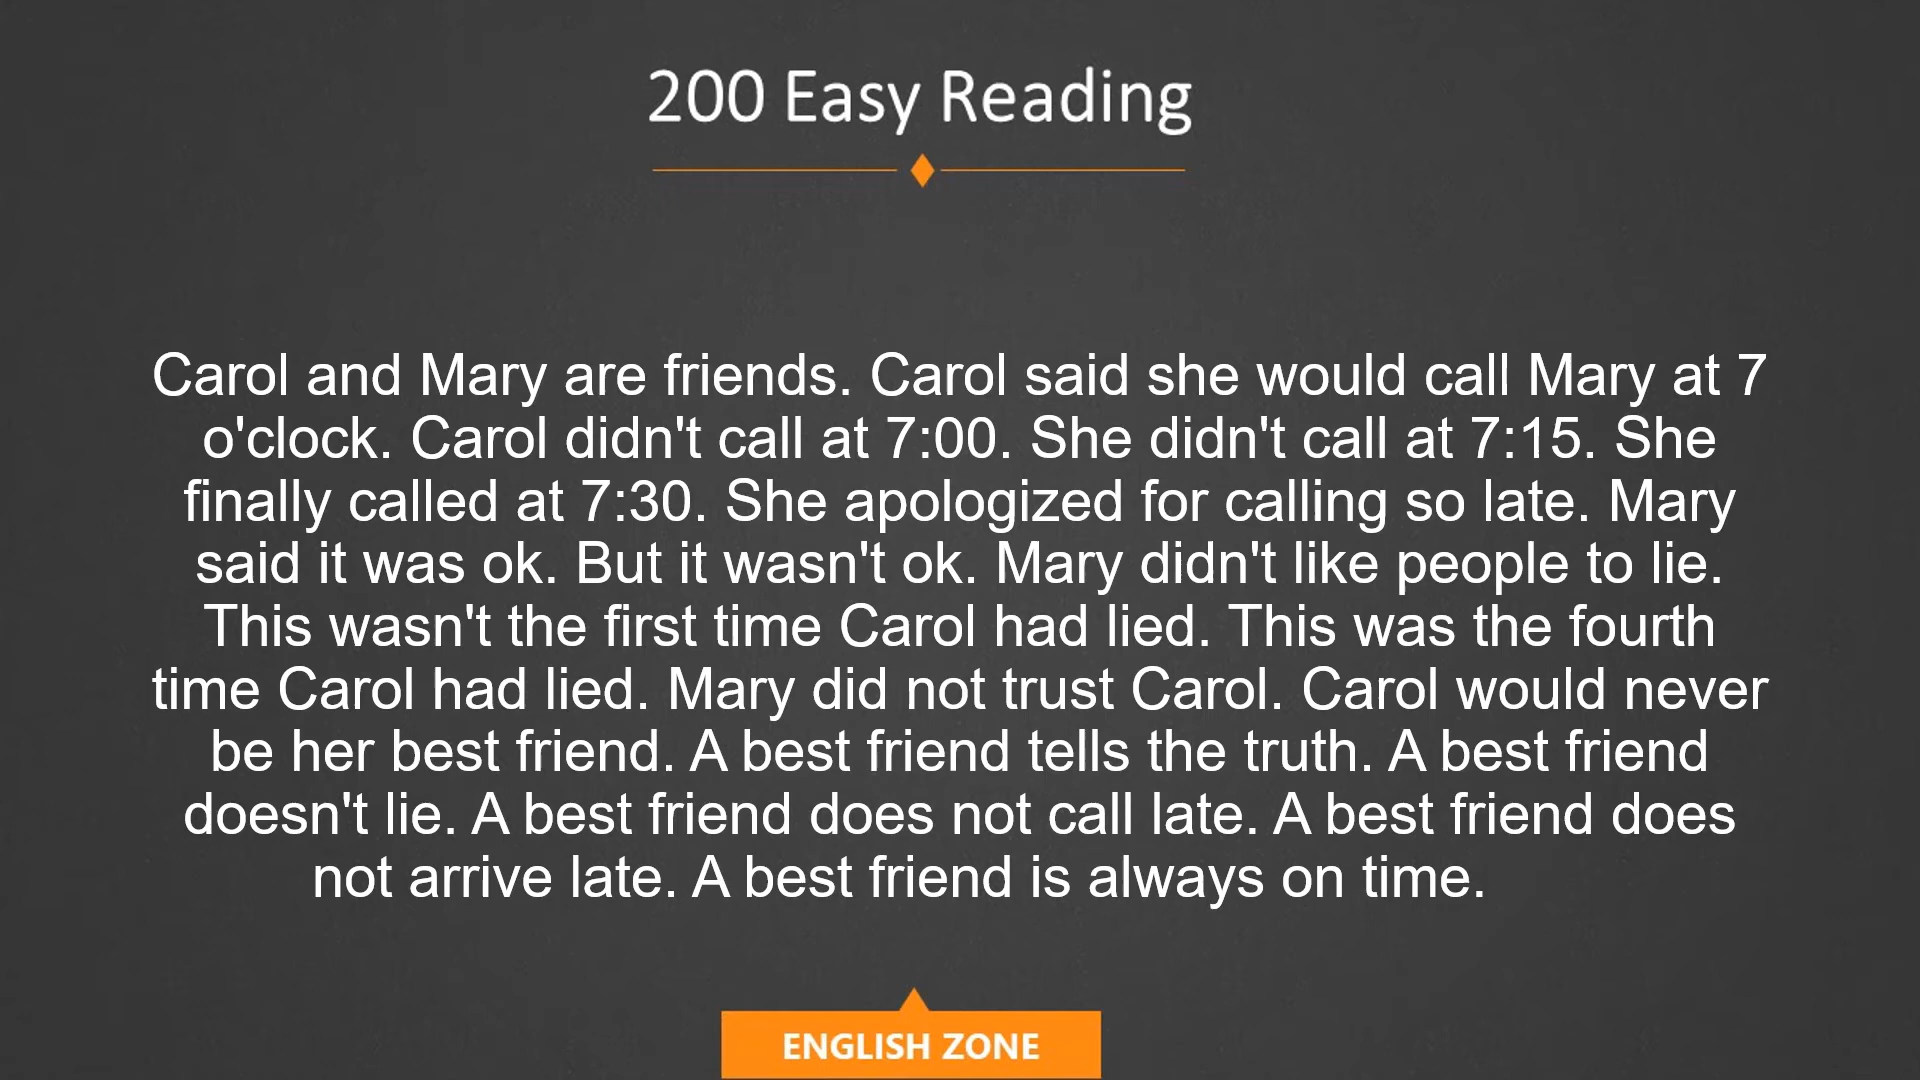 200 Easy Reading
Carol and Mary are friends. Carol said she would call Mary at 7
o'clock. Carol didn't call at 7:00. She didn't call at 7:15. She
finally called at 7:30. She apologized for calling so late. Mary
said it was ok. But it wasn't ok. Mary didn't like people to lie.
This wasn't the first time Carol had lied. This was the fourth
time Carol had lied. Mary did not trust Carol. Carol would never
be her best friend. A best friend tells the truth. A best friend
doesn't lie. A best friend does not call late. A best friend does
not arrive late. A best friend is always on time.
ENGLISH ZONE